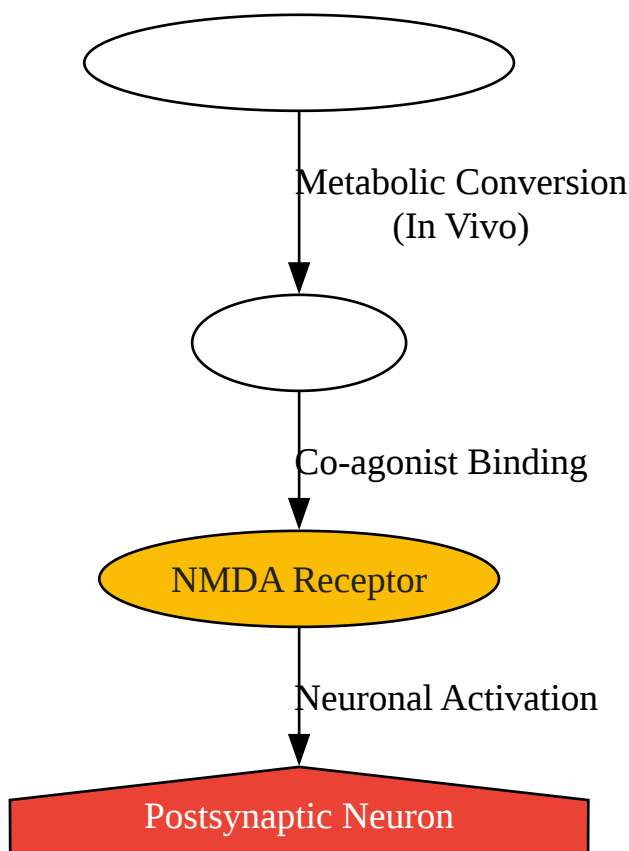 Metabolic Conversion
(In Vivo)
Co-agonist Binding
NMDA Receptor
Neuronal Activation
Postsynaptic Neuron